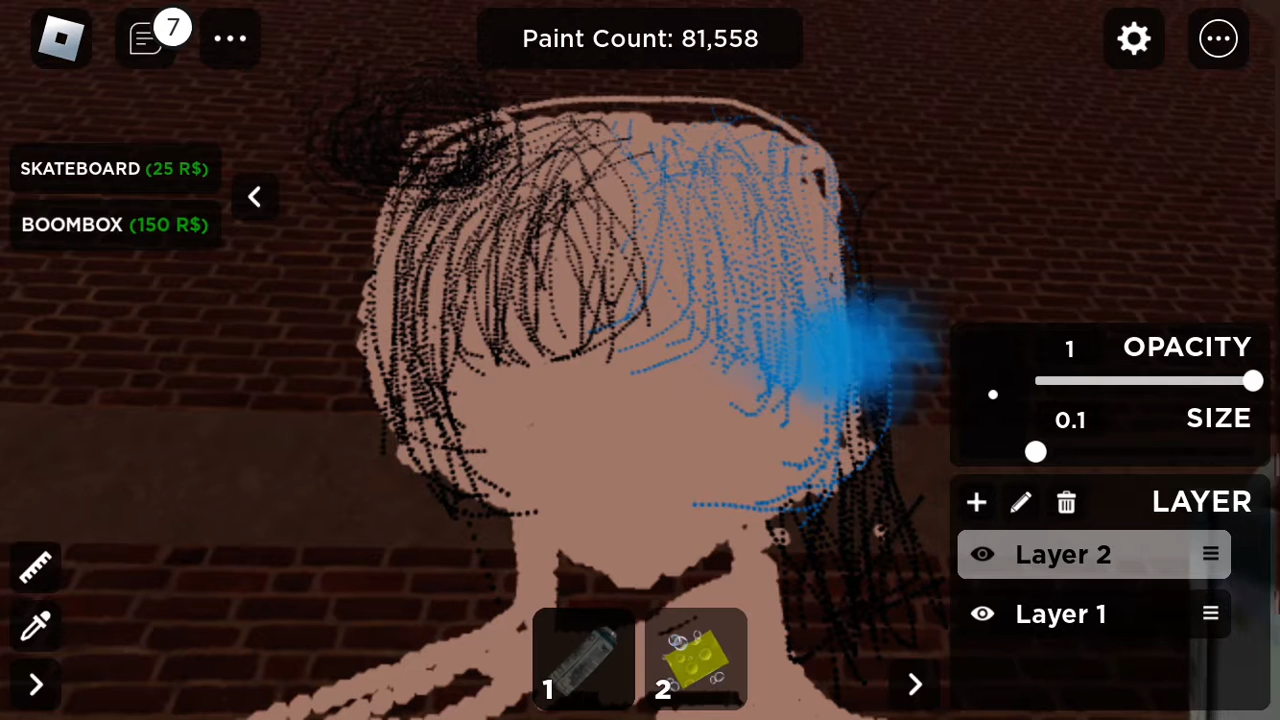 7
Paint Count: 81,558
SKATEBOARD (25 R$)
BOOMBOX (150 R$)
1 OPACITY
0.1 SIZE
LAYER
Layer 2
Layer 1
1
2